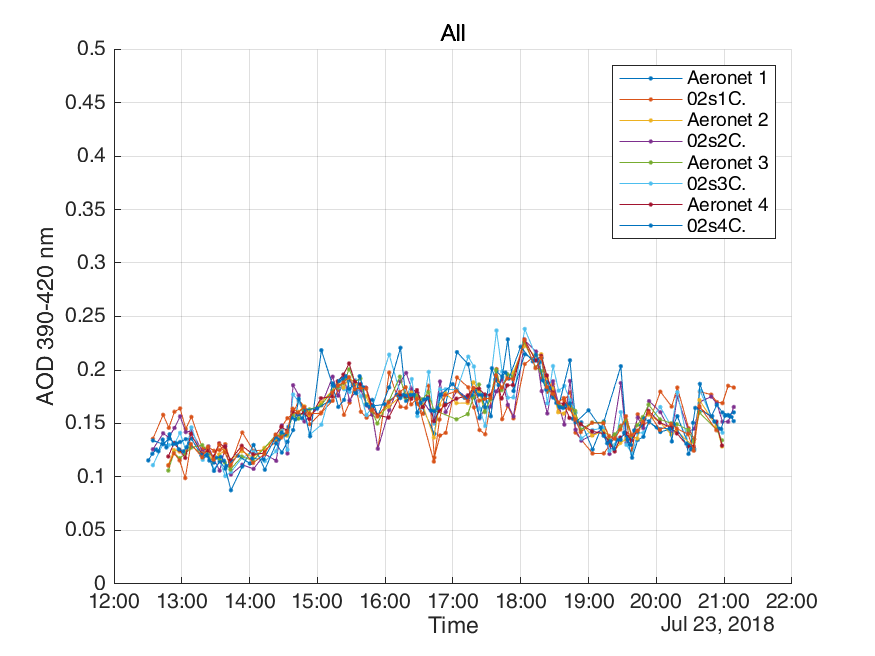 All
0.5
0.45
0.4
0.35
0.3
0.25
0.2
0.15
0.1
0.05
0
AOD 390-420 nm
Aeronet 1
02s1C.
Aeronet 2
02s2C.
Aeronet 3
02s3C.
Aeronet 4
02s4C.
12:00 13:00 14:00 15:00 16:00 17:00 18:00 19:00 20:00 21:00 22:00
Time
Jul 23, 2018